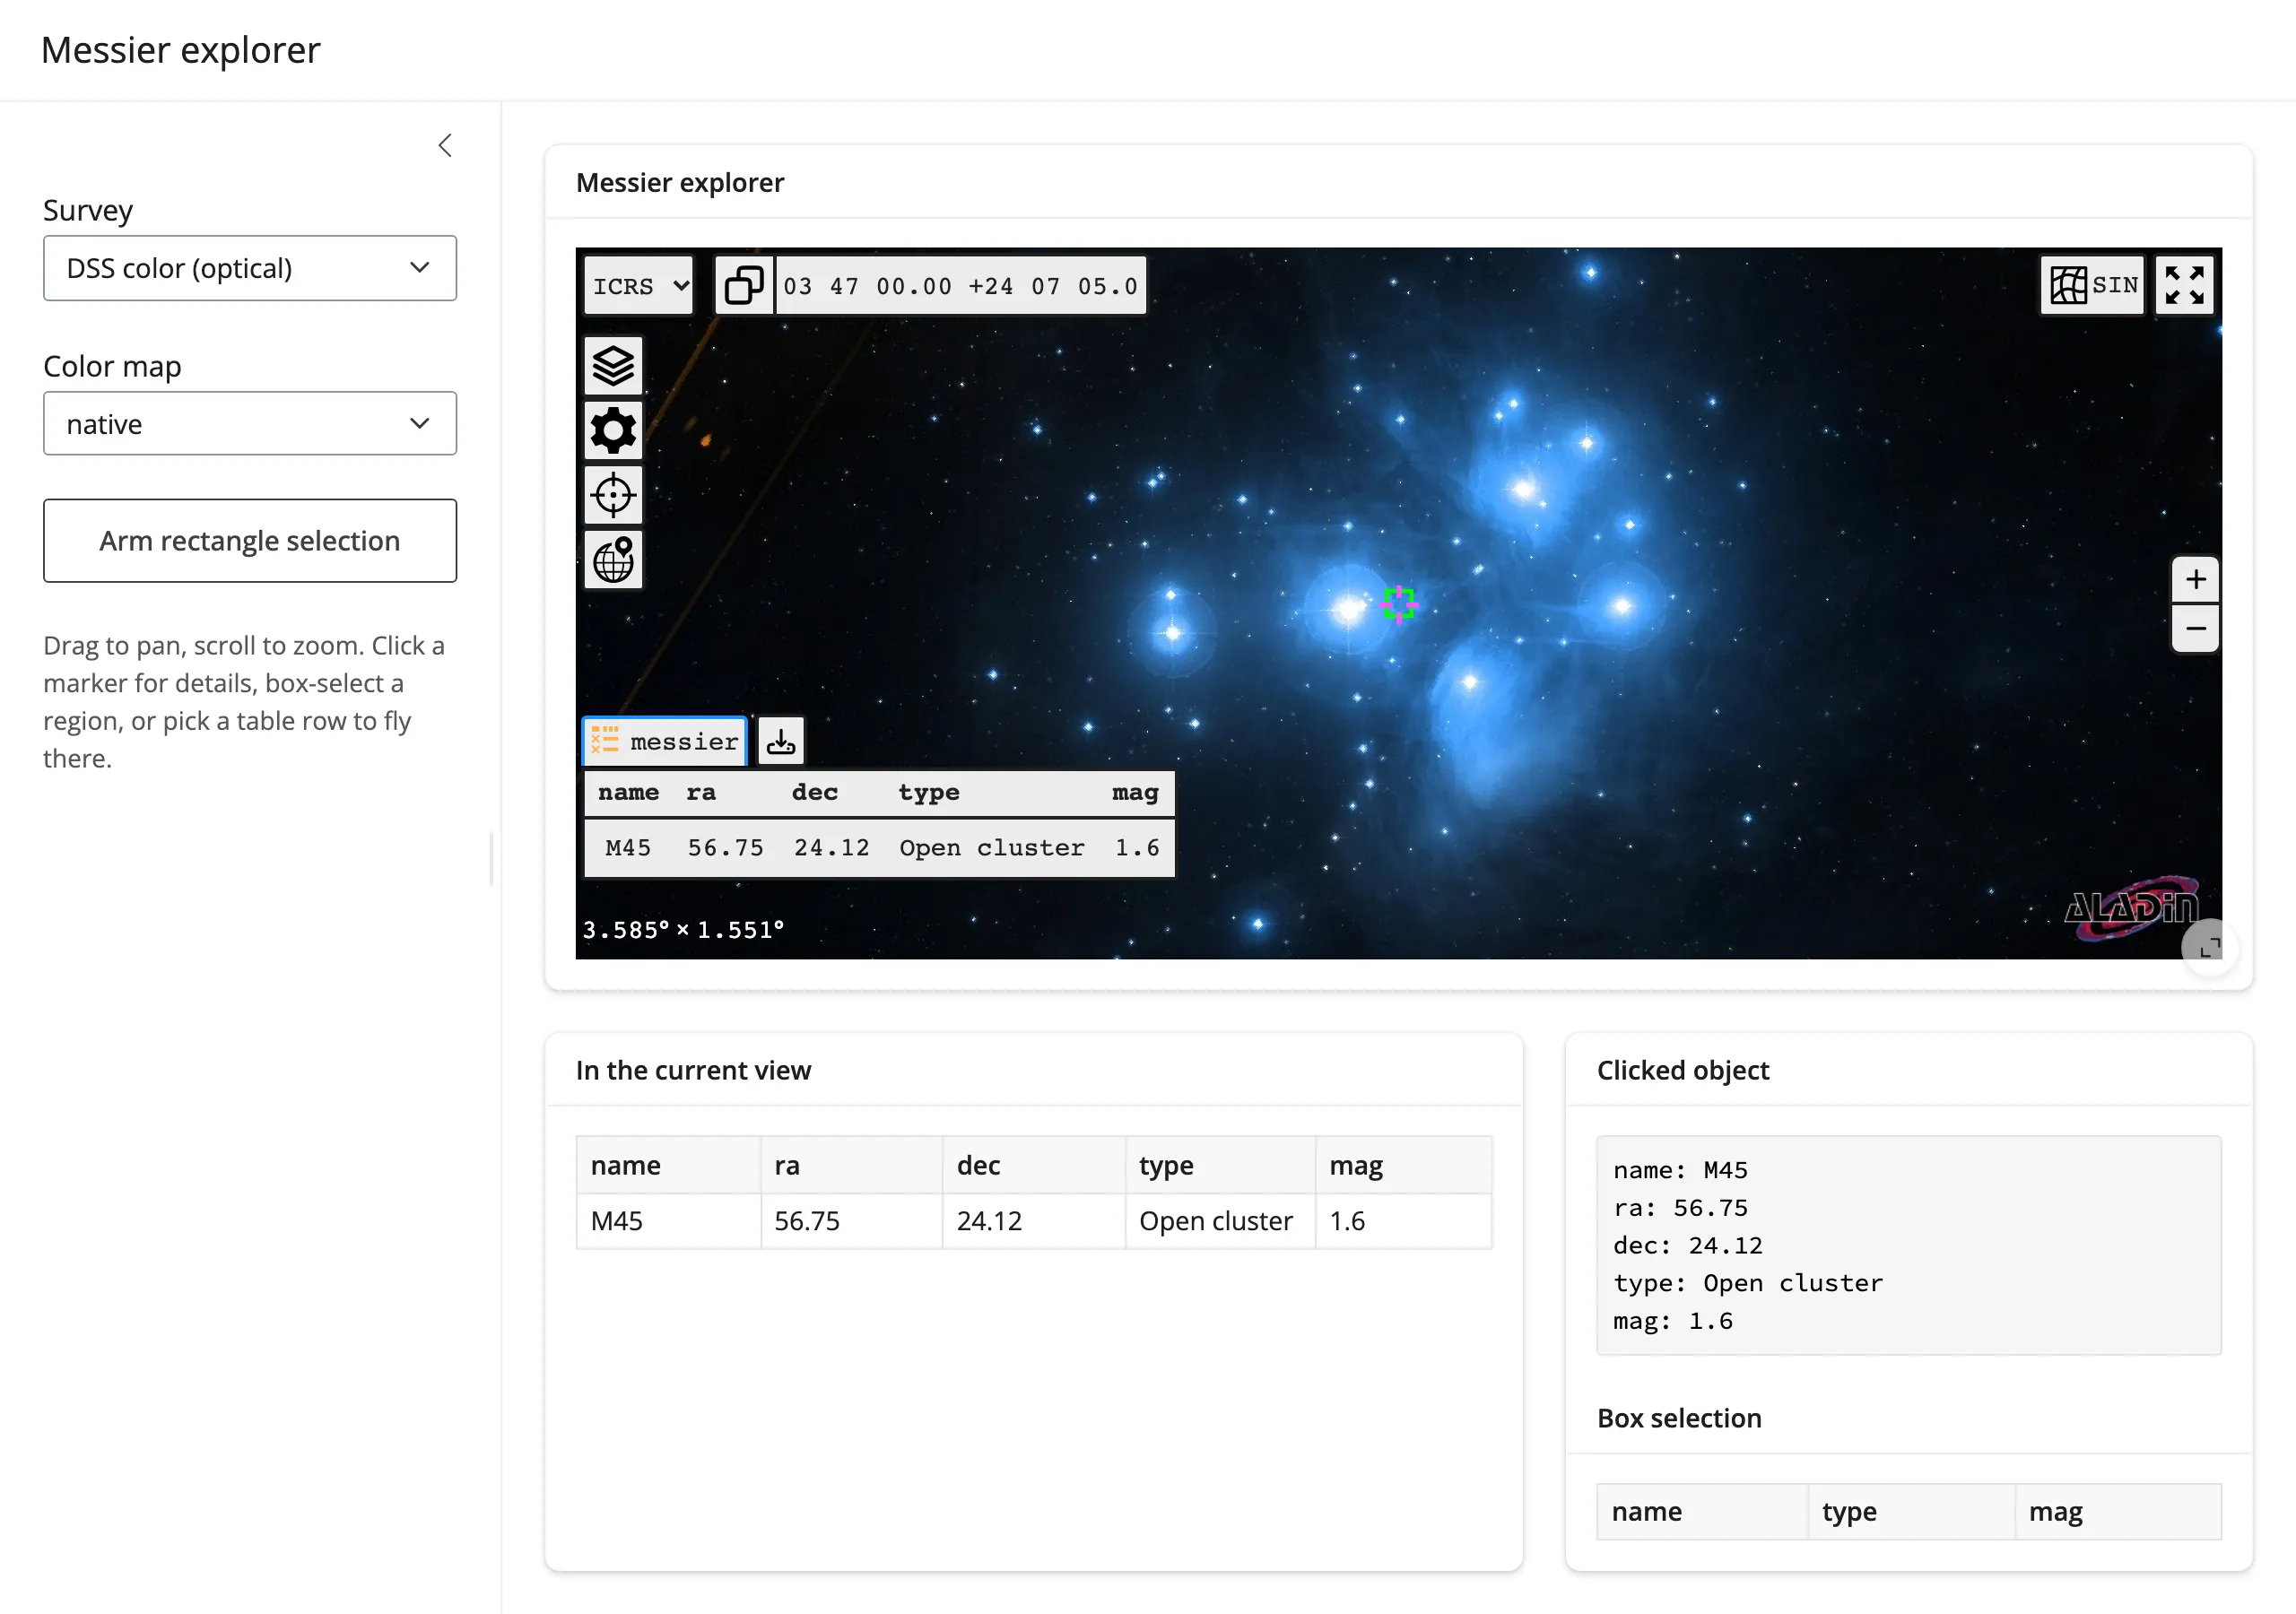 Messier explorer
Survey
DSS color (optical)
Color map
native
Arm rectangle selection
Drag to pan, scroll to zoom. Click a
marker for details, box-select a
region, or pick a table row to fly
there.
Messier explorer
ICRS
03 47 00.00 +24 07 05.0
SIN
+
−
messier
name ra dec type mag
M45 56.75 24.12 Open cluster 1.6
3.585° × 1.551°
ALADiN
In the current view
name ra dec type mag
M45 56.75 24.12 Open cluster 1.6
Clicked object
name: M45
ra: 56.75
dec: 24.12
type: Open cluster
mag: 1.6
Box selection
name type mag